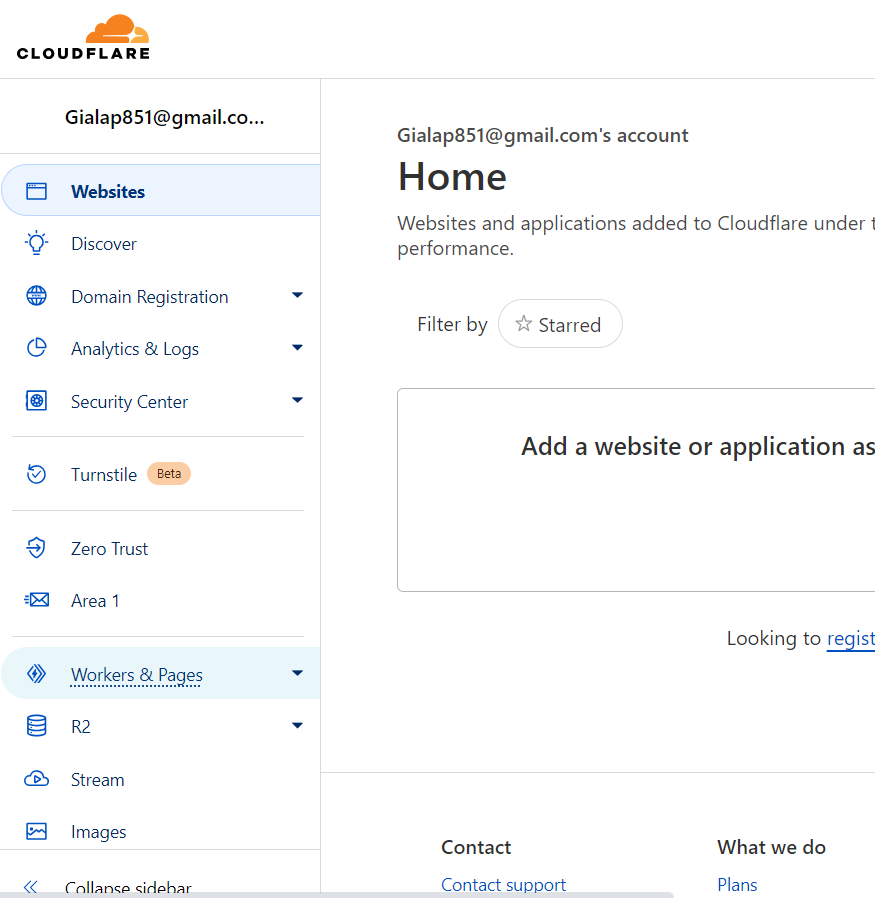 CLOUDFLARE
Gialap851@gmail.co...
Websites
Discover
Domain Registration
Analytics & Logs
Security Center
Turnstile Beta
Zero Trust
Area 1
Workers & Pages
R2
Stream
Images
Collapse sidebar
Gialap851@gmail.com's account
Home
Websites and applications added to Cloudflare under
performance.
Filter by Starred
Add a website or application as
Looking to regist
Contact
Contact support
What we do
Plans